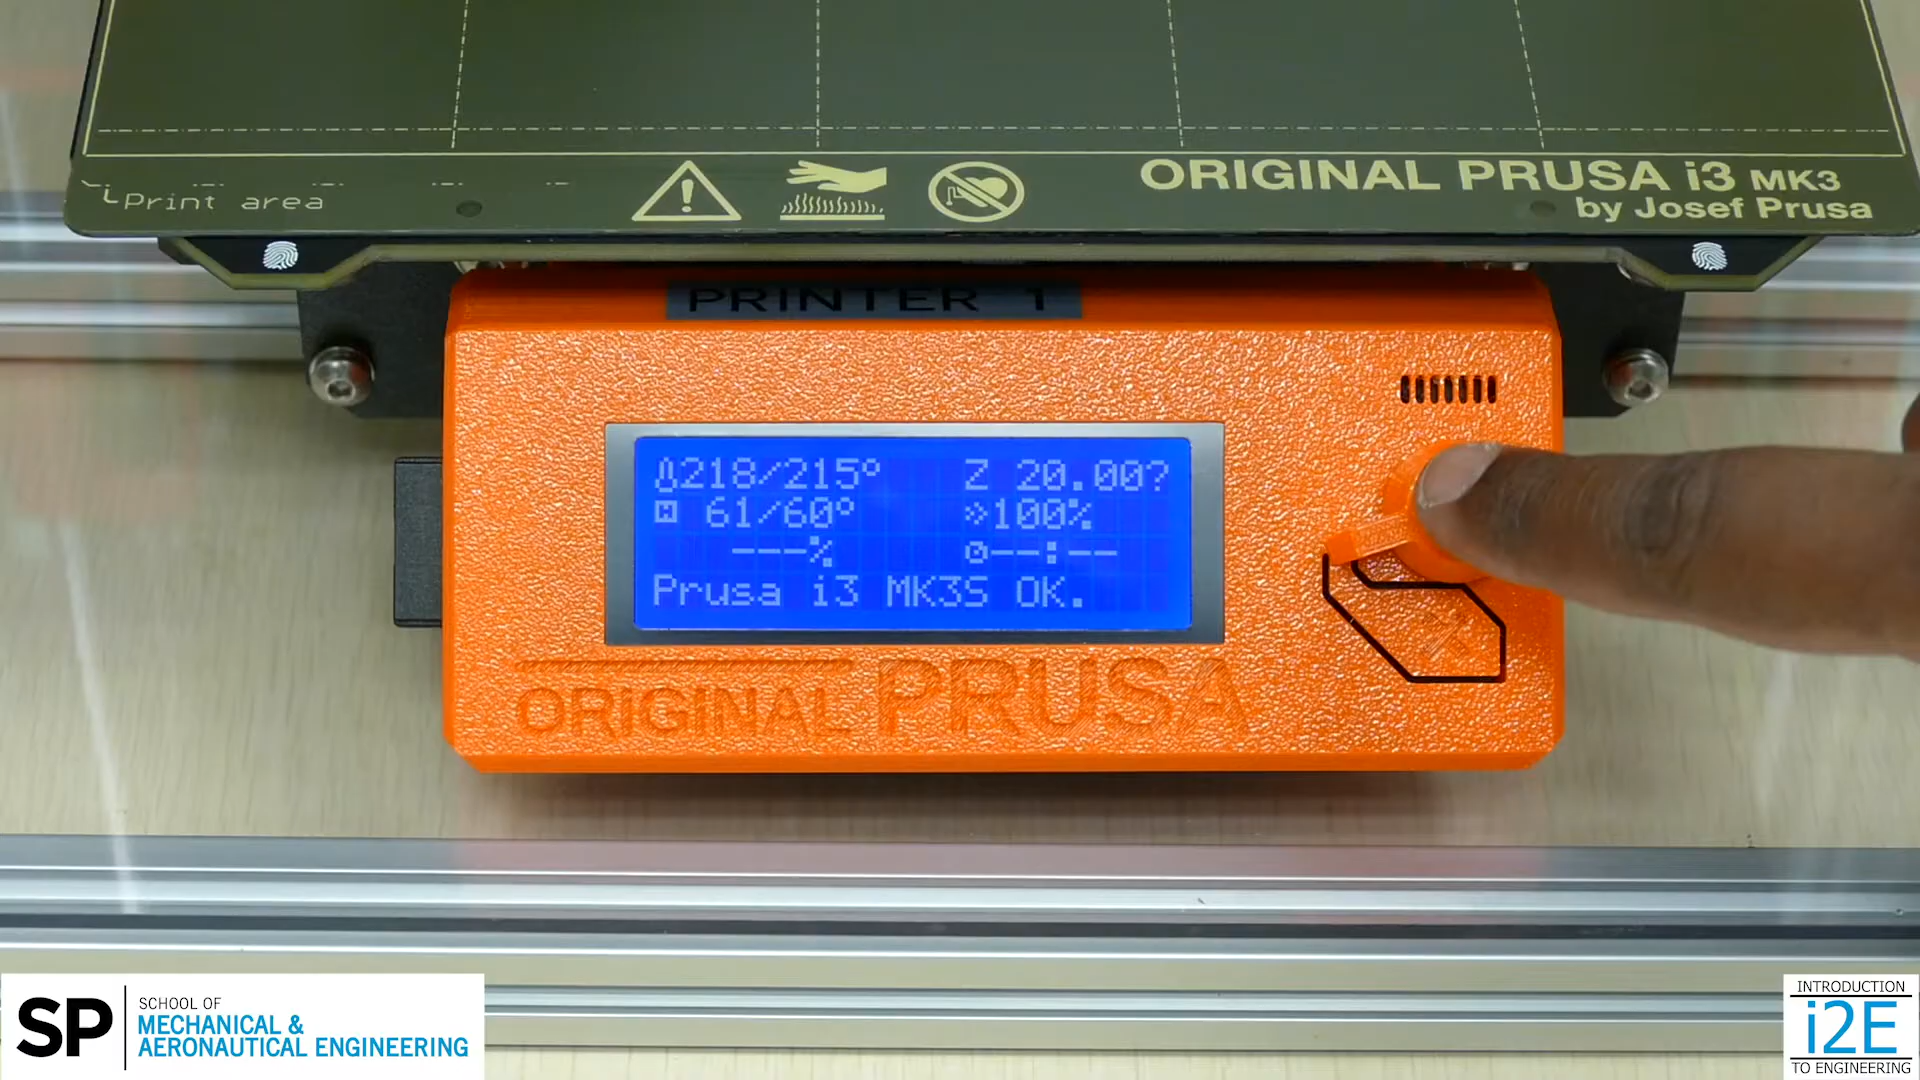 Print area
ORIGINAL PRUSA i3 MK3
by Josef Prusa
PRINTER 1
218/215° Z 20.00?
61/60° 100%
---% --:--
Prusa i3 MK3S OK.
ORIGINAL PRUSA
SP
SCHOOL OF
MECHANICAL &
AERONAUTICAL ENGINEERING
INTRODUCTION
i2E
TO ENGINEERING